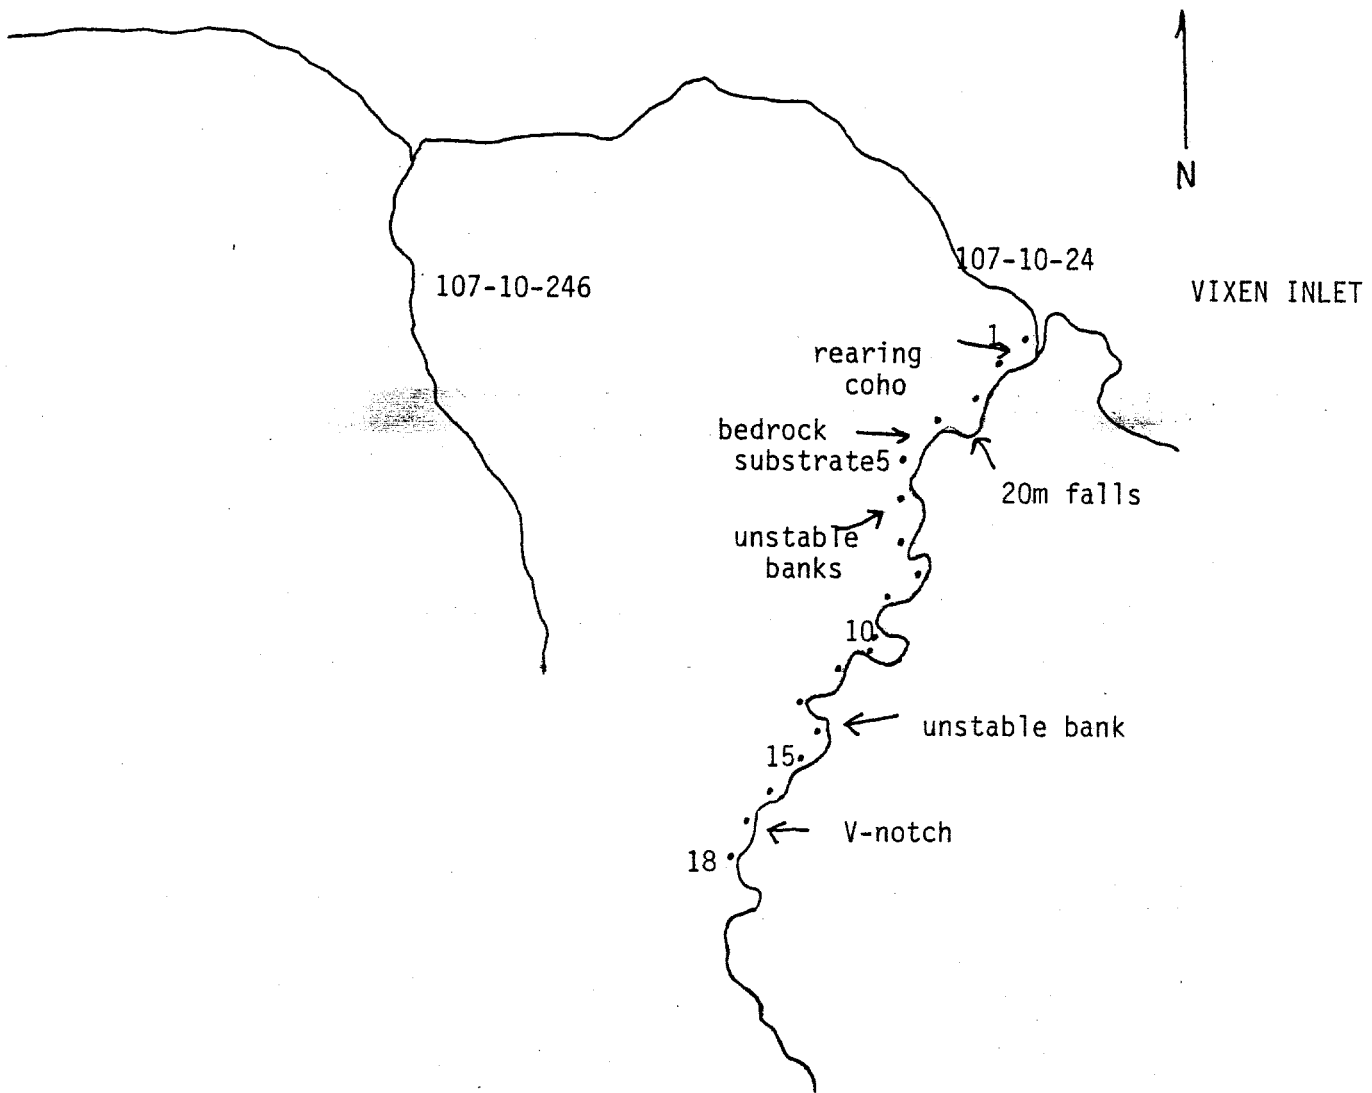 N
107-10-24
107-10-246
VIXEN INLET
1
rearing
coho
bedrock
substrate5
20m falls
unstable
banks
10
unstable bank
15
V-notch
18